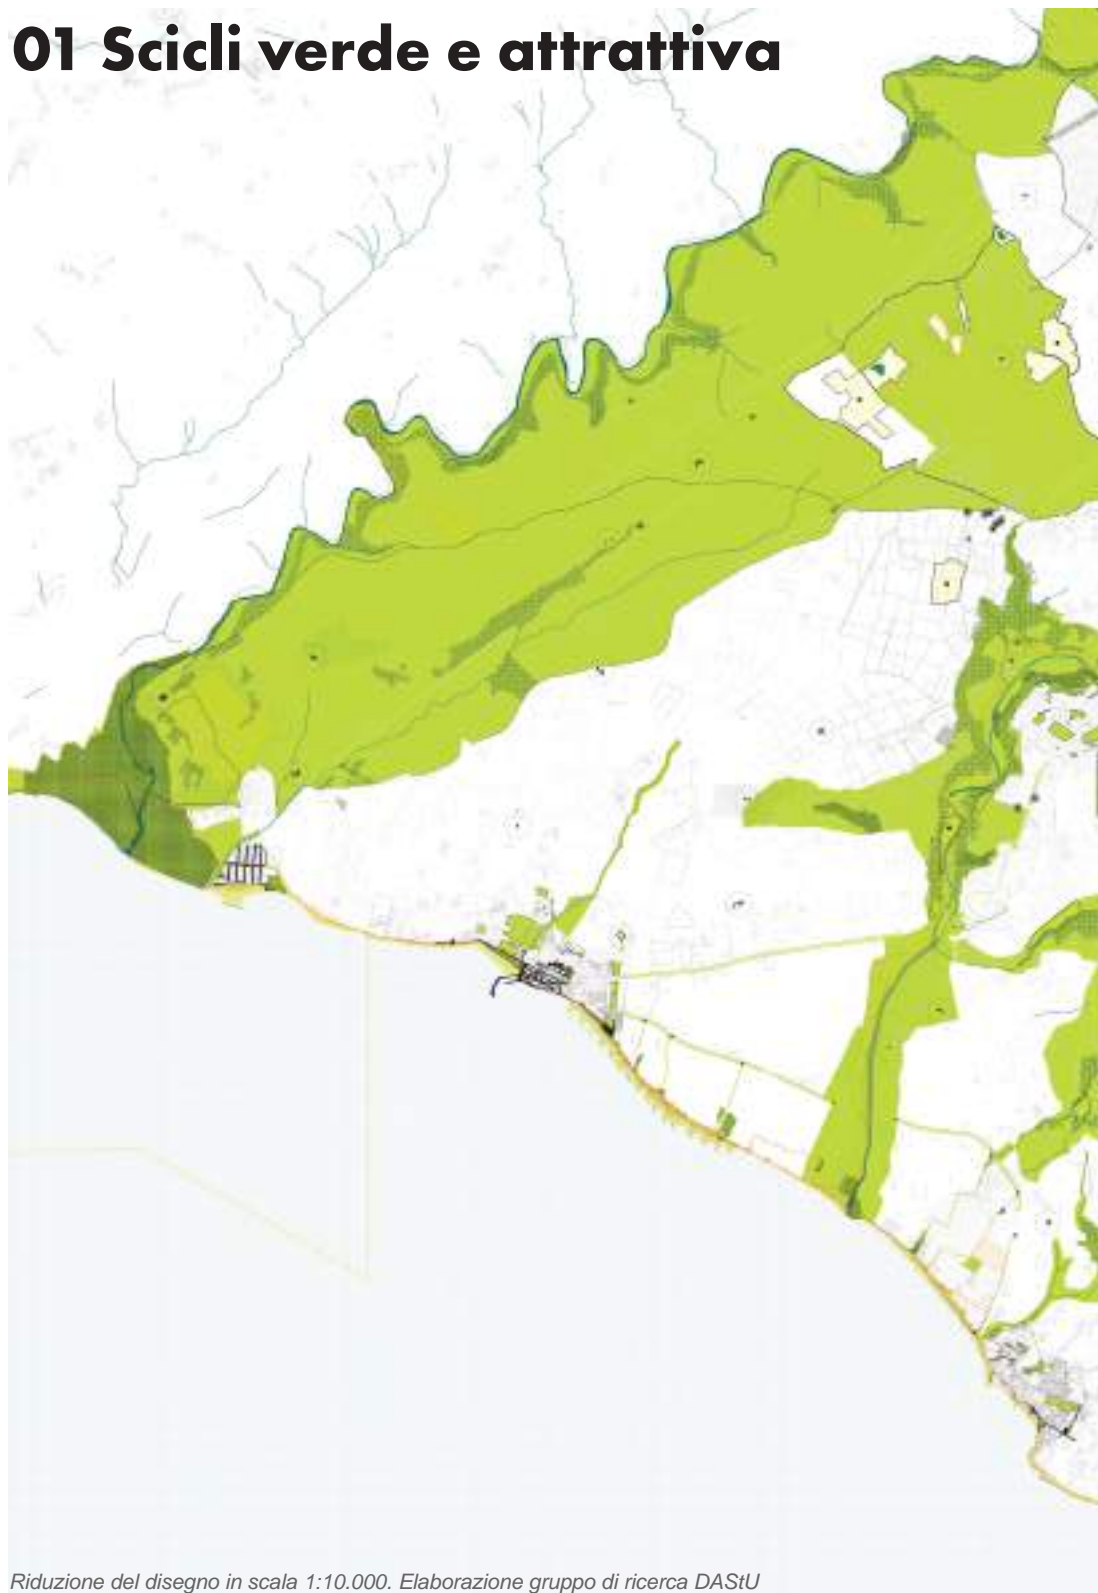 01 Scicli verde e attrattiva
Riduzione del disegno in scala 1:10.000. Elaborazione gruppo di ricerca DAStU